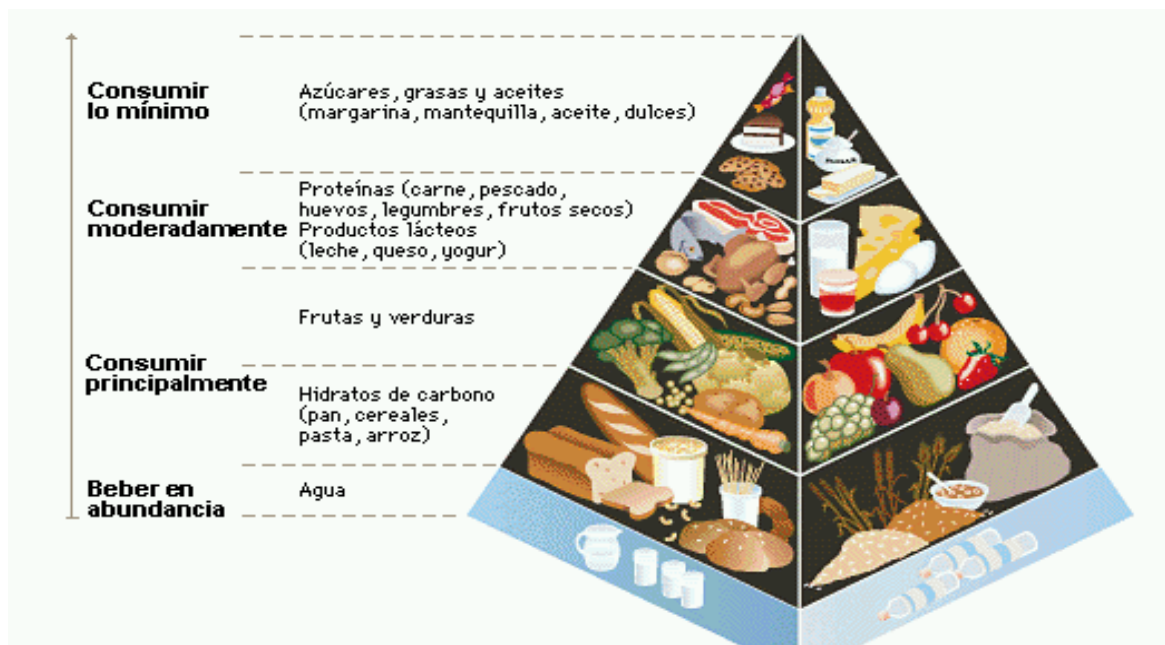 Consumir
lo mínimo
Azúcares, grasas y aceites
(margarina, mantequilla, aceite, dulces)
Consumir
moderadamente
Proteínas (carne, pescado,
huevos, legumbres, frutos secos)
Productos lácteos
(leche, queso, yogur)
Frutas y verduras
Consumir
principalmente
Hidratos de carbono
(pan, cereales,
pasta, arroz)
Beber en
abundancia
Agua